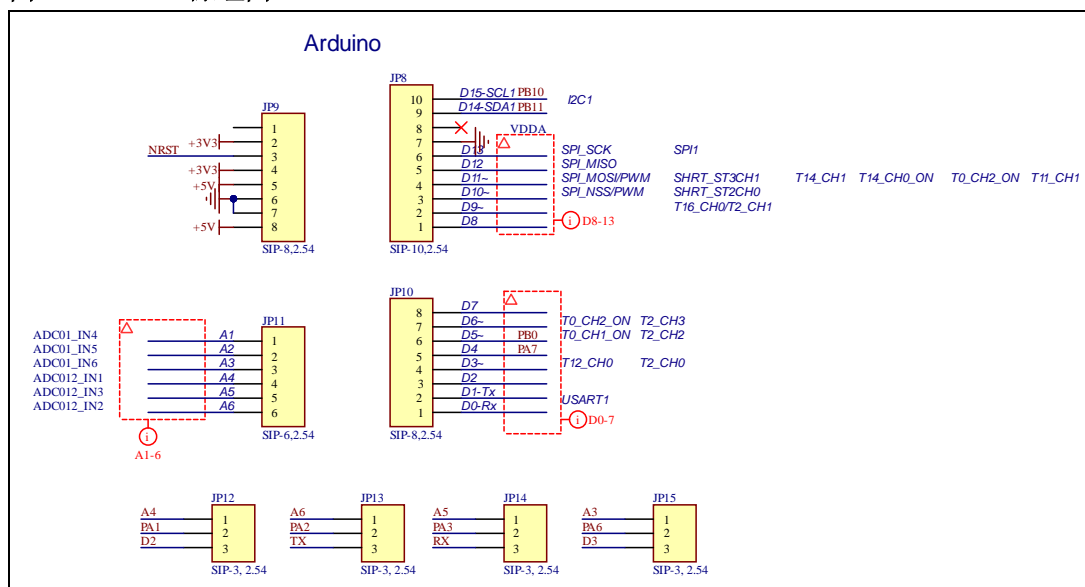 Arduino
JP9
1
2
3
4
5
6
7
8
+3V3
NRST
+3V3
+5V
+5V
SIP-8,2.54
JP8
10
9
8
7
6
5
4
3
2
1
D15-SCL1 PB10
D14-SDA1 PB11
I2C1
VDDA
D13 SPI_SCK SPI1
D12 SPI_MISO
D11~ SPI_MOSI/PWM SHRT_ST3CH1 T14_CH1 T14_CH0_ON T0_CH2_ON T11_CH1
D10~ SPI_NSS/PWM SHRT_ST2CH0
D9~ T16_CH0/T2_CH1
D8
i D8-13
SIP-10,2.54
JP11
ADC01_IN4 A1 1
ADC01_IN5 A2 2
ADC01_IN6 A3 3
ADC012_IN1 A4 4
ADC012_IN3 A5 5
ADC012_IN2 A6 6
SIP-6,2.54
i
A1-6
JP10
8 D7
7 D6~ T0_CH2_ON T2_CH3
6 D5~ PB0 T0_CH1_ON T2_CH2
5 D4 PA7
4 D3~ T12_CH0 T2_CH0
3 D2
2 D1-Tx USART1
1 D0-Rx
i D0-7
SIP-8,2.54
JP12
A4 1
PA1 2
D2 3
SIP-3, 2.54
JP13
A6 1
PA2 2
TX 3
SIP-3, 2.54
JP14
A5 1
PA3 2
RX 3
SIP-3, 2.54
JP15
A3 1
PA6 2
D3 3
SIP-3, 2.54